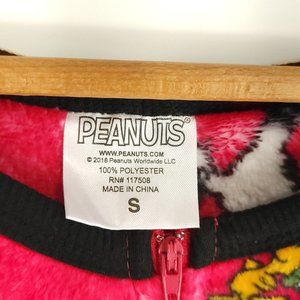 PEANUTS®
WWW.PEANUTS.COM
© 2018 Peanuts Worldwide LLC
100% POLYESTER
RN# 117508
MADE IN CHINA
S